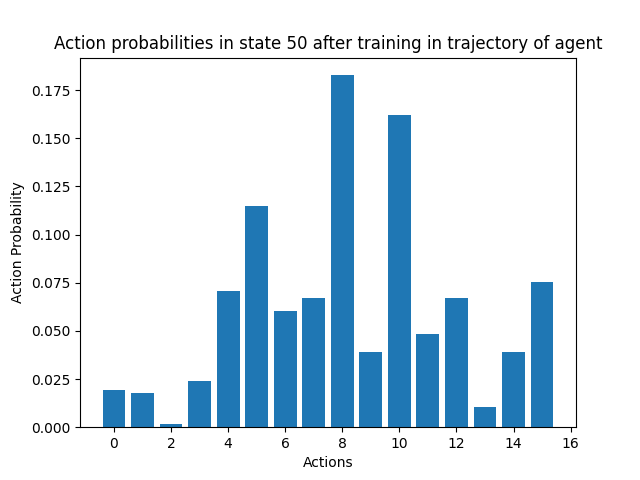 Action probabilities in state 50 after training in trajectory of agent
0.175
0.150
0.125
0.100
0.075
0.050
0.025
0.000
Action Probability
0 2 4 6 8 10 12 14 16
Actions